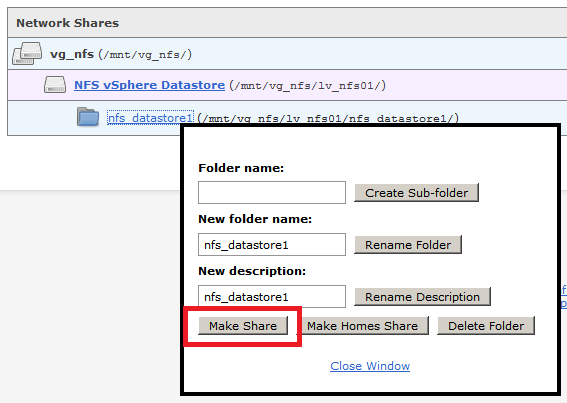 Network Shares
vg_nfs (/mnt/vg_nfs/)
NFS vSphere Datastore (/mnt/vg_nfs/lv_nfs01/)
nfs_datastore1 (/mnt/vg_nfs/lv_nfs01/nfs_datastore1/)
Folder name:
Create Sub-folder
New folder name:
nfs_datastore1 Rename Folder
New description:
nfs_datastore1 Rename Description
Make Share Make Homes Share Delete Folder
Close Window